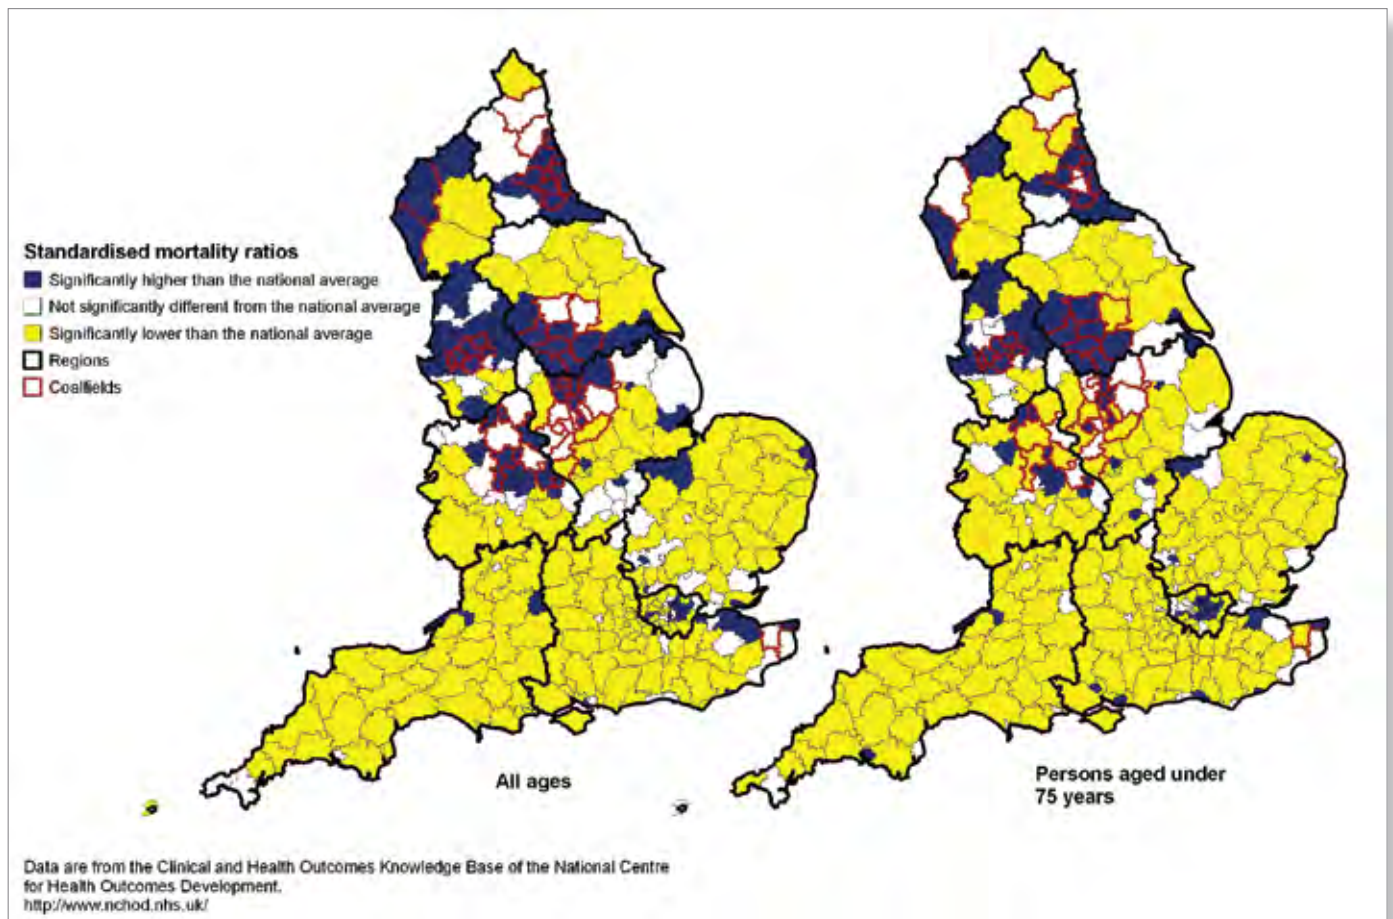 Standardised mortality ratios
Significantly higher than the national average
Not significantly different from the national average
Significantly lower than the national average
Regions
Coalfields
All ages
Persons aged under
75 years
Data are from the Clinical and Health Outcomes Knowledge Base of the National Centre
for Health Outcomes Development.
http://www.nchod.nhs.uk/